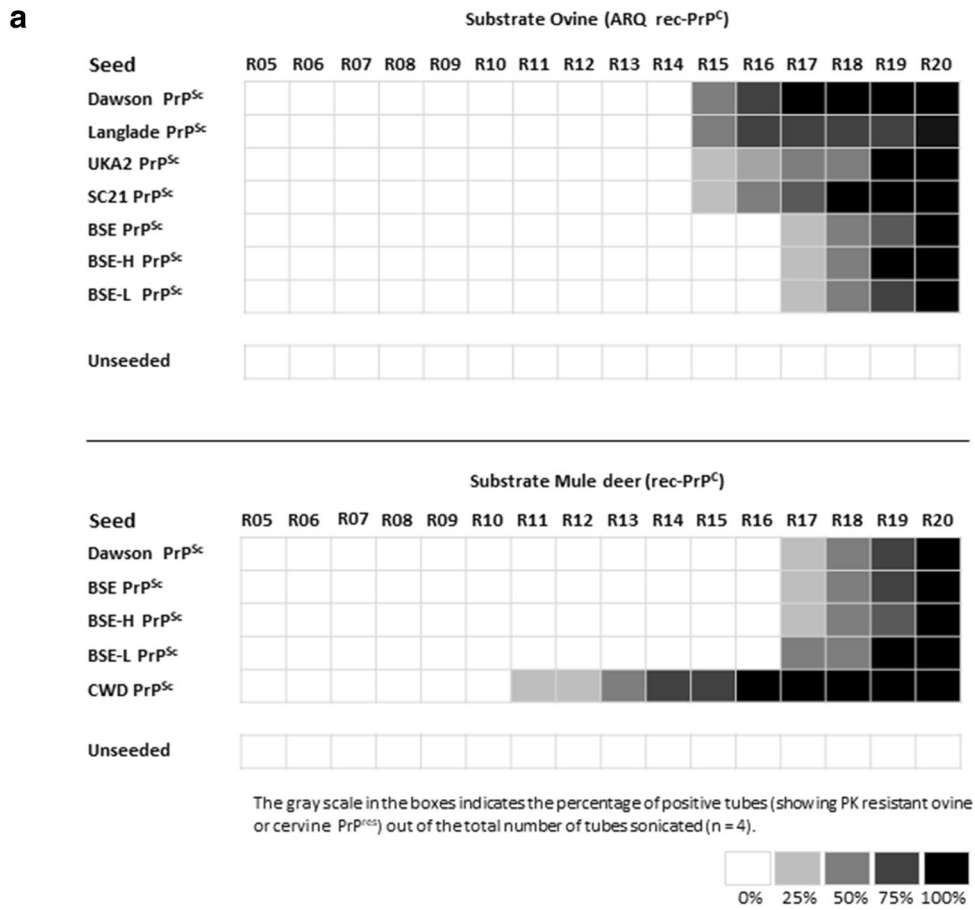 a
Substrate Ovine (ARQ rec-PrPC)
Seed R05 R06 R07 R08 R09 R10 R11 R12 R13 R14 R15 R16 R17 R18 R19 R20
Dawson PrPSc
Langlade PrPSc
UKA2 PrPSc
SC21 PrPSc
BSE PrPSc
BSE-H PrPSc
BSE-L PrPSc
Unseeded
Substrate Mule deer (rec-PrPC)
Seed R05 R06 R07 R08 R09 R10 R11 R12 R13 R14 R15 R16 R17 R18 R19 R20
Dawson PrPSc
BSE PrPSc
BSE-H PrPSc
BSE-L PrPSc
CWD PrPSc
Unseeded
The gray scale in the boxes indicates the percentage of positive tubes (showing PK resistant ovine
or cervine PrPres) out of the total number of tubes sonicated (n = 4).
0% 25% 50% 75% 100%